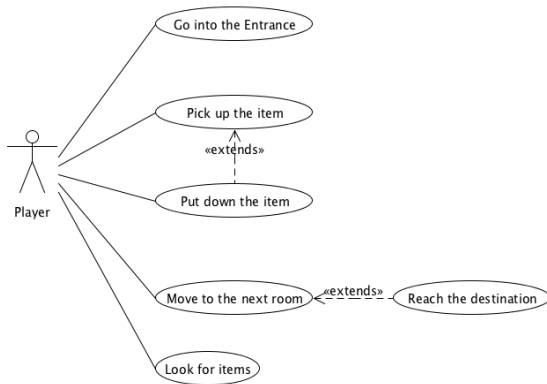 Go into the Entrance
Pick up the item
«extends»
Player
Put down the item
Move to the next room
«extends»
Reach the destination
Look for items